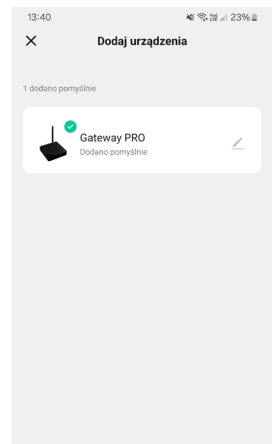 13:40 23%
Dodaj urządzenia
1 dodano pomyślnie
Gateway PRO
Dodano pomyślnie